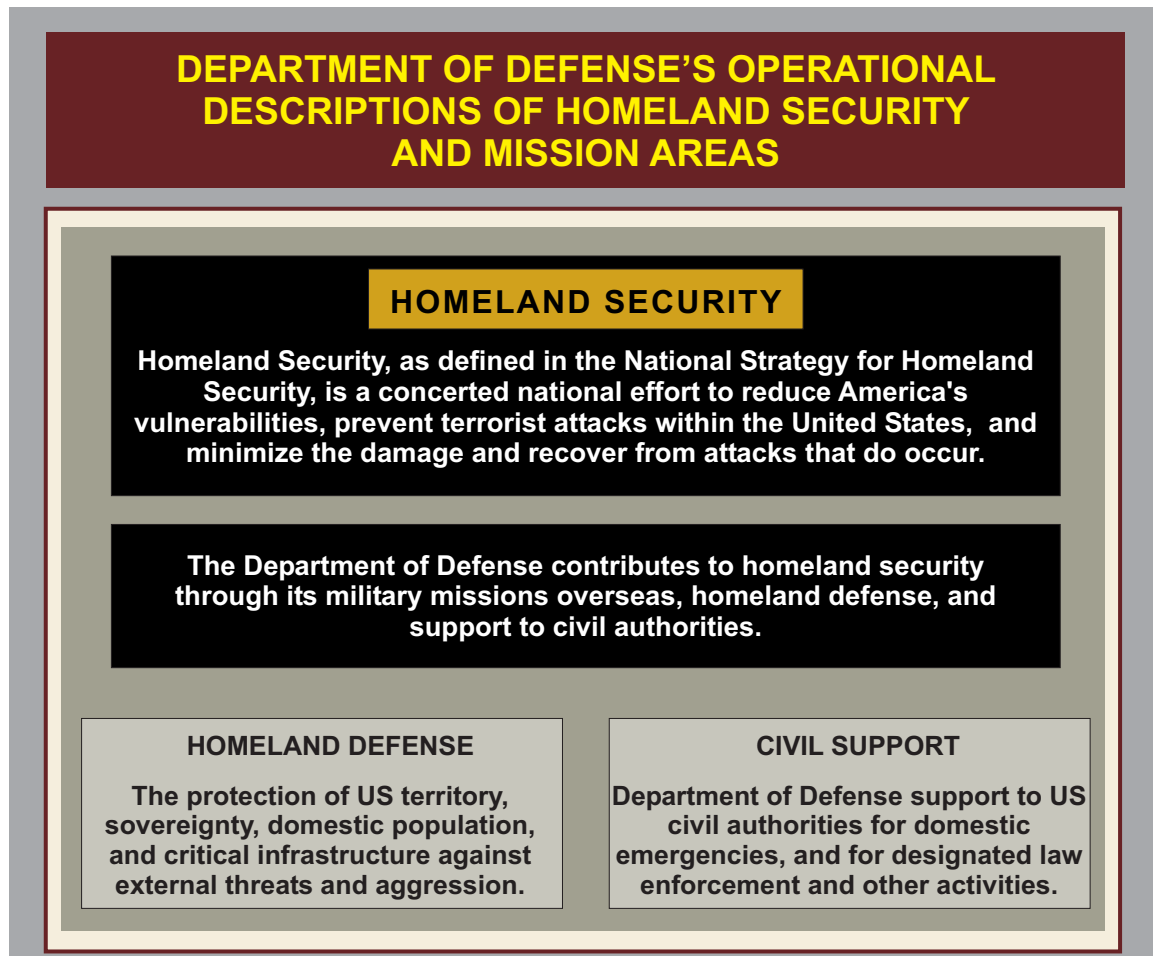 DEPARTMENT OF DEFENSE’S OPERATIONAL
DESCRIPTIONS OF HOMELAND SECURITY
AND MISSION AREAS
HOMELAND SECURITY
Homeland Security, as defined in the National Strategy for Homeland
Security, is a concerted national effort to reduce America's
vulnerabilities, prevent terrorist attacks within the United States,  and
minimize the damage and recover from attacks that do occur.
The Department of Defense contributes to homeland security
through its military missions overseas, homeland defense, and
support to civil authorities.
HOMELAND DEFENSE
The protection of US territory,
sovereignty, domestic population,
and critical infrastructure against
external threats and aggression.
CIVIL SUPPORT
Department of Defense support to US
civil authorities for domestic
emergencies, and for designated law
enforcement and other activities.